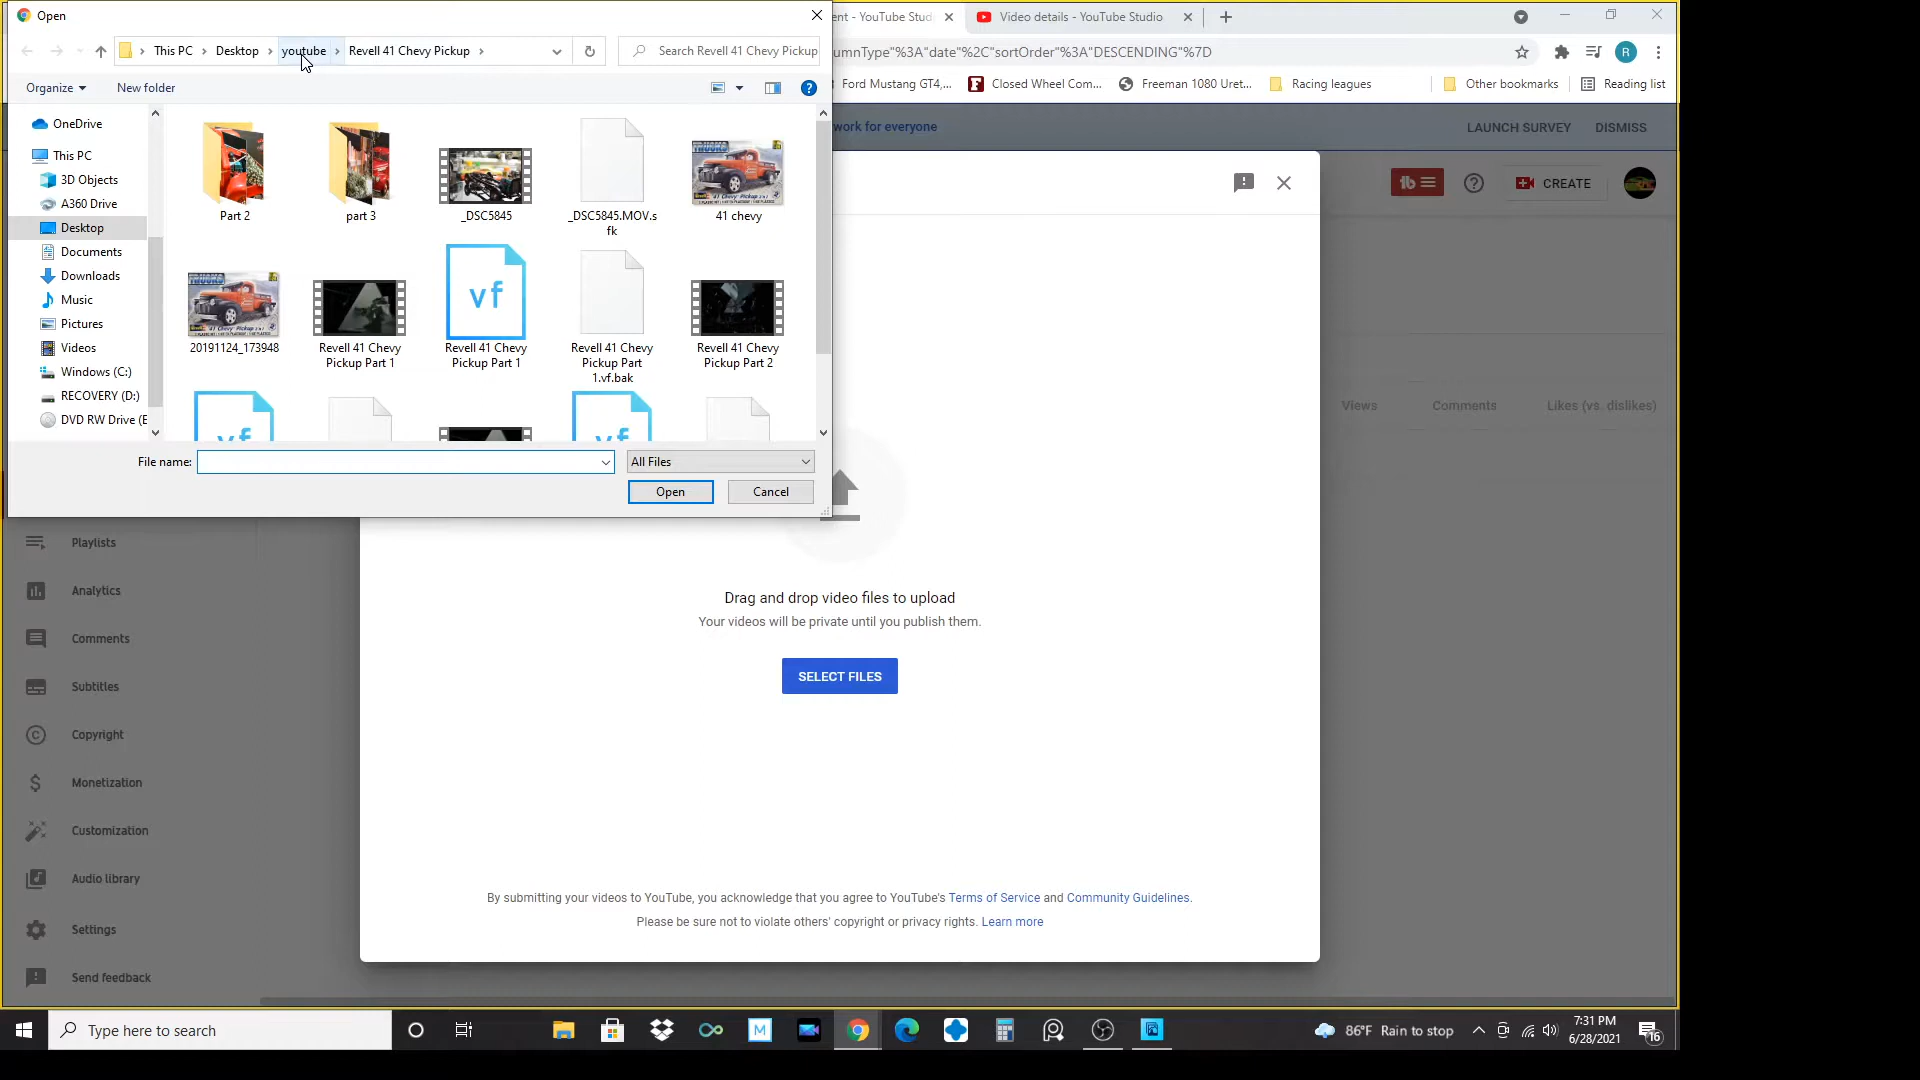 Open
ent - YouTube Stud
Video details - YouTube Studio
This PC
Desktop
youtube
Revell 41 Chevy Pickup
Search Revell 41 Chevy Pickup
umnType"%3A"date"%2C"sortOrder"%3A"DESCENDING"%7D
R
Organize
New folder
Ford Mustang GT4,...
Closed Wheel Com...
Freeman 1080 Uret...
Racing leagues
Other bookmarks
Reading list
OneDrive
This PC
3D Objects
A360 Drive
Desktop
Documents
Downloads
Music
Pictures
Videos
Windows (C:)
RECOVERY (D:)
DVD RW Drive (E
Part 2
part 3
_DSC5845
_DSC5845.MOV.s
fk
41 chevy
20191124_173948
Revell 41 Chevy
Pickup Part 1
vf
Revell 41 Chevy
Pickup Part 1
Revell 41 Chevy
Pickup Part
1.vf.bak
Revell 41 Chevy
Pickup Part 2
File name:
All Files
Open
Cancel
work for everyone
LAUNCH SURVEY
DISMISS
CREATE
Views
Comments
Likes (vs. dislikes)
Playlists
Analytics
Comments
Subtitles
Copyright
Monetization
Customization
Audio library
Settings
Send feedback
Drag and drop video files to upload
Your videos will be private until you publish them.
SELECT FILES
By submitting your videos to YouTube, you acknowledge that you agree to YouTube's Terms of Service and Community Guidelines.
Please be sure not to violate others' copyright or privacy rights. Learn more
Type here to search
86°F Rain to stop
7:31 PM
6/28/2021
16